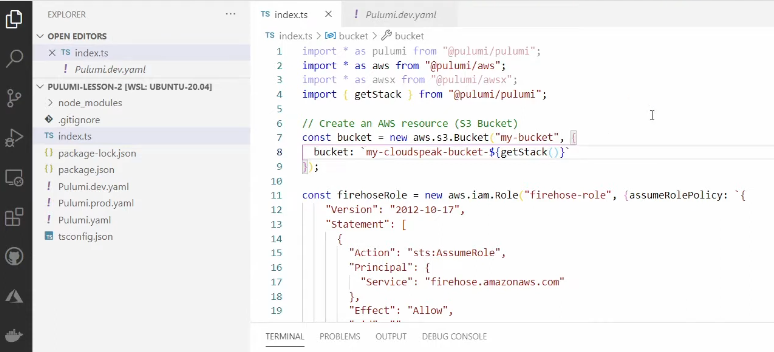 EXPLORER
...
OPEN EDITORS
TS index.ts
! Pulumi.dev.yaml
PULUMI-LESSON-2 [WSL: UBUNTU-20.04]
node_modules
.gitignore
TS index.ts
{} package-lock.json
{} package.json
! Pulumi.dev.yaml
! Pulumi.prod.yaml
! Pulumi.yaml
TS tsconfig.json
TS index.ts
! Pulumi.dev.yaml
TS index.ts > bucket > bucket
1 import * as pulumi from "@pulumi/pulumi";
2 import * as aws from "@pulumi/aws";
3 import * as awsx from "@pulumi/awsx";
4 import { getStack } from "@pulumi/pulumi";
5
6 // Create an AWS resource (S3 Bucket)
7 const bucket = new aws.s3.Bucket("my-bucket", {
8 bucket: `my-cloudspeak-bucket-${getStack()}`
9 });
10
11 const firehoseRole = new aws.iam.Role("firehose-role", {assumeRolePolicy: `{
12 "Version": "2012-10-17",
13 "Statement": [
14 {
15 "Action": "sts:AssumeRole",
16 "Principal": {
17 "Service": "firehose.amazonaws.com"
18 },
19 "Effect": "Allow",
TERMINAL PROBLEMS OUTPUT DEBUG CONSOLE